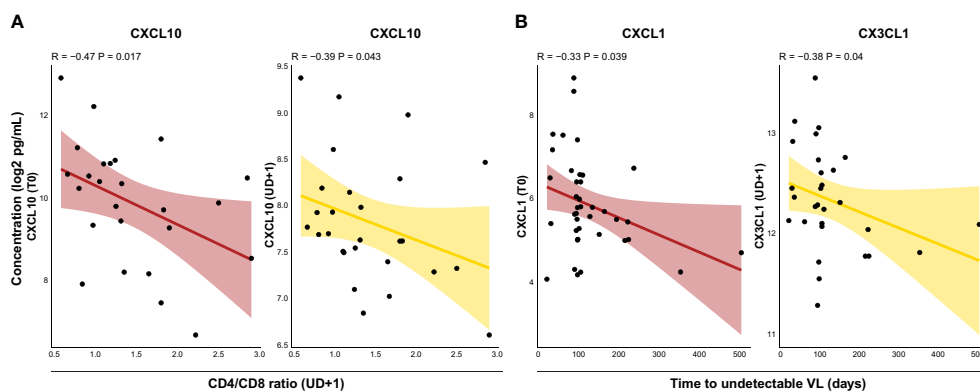 A
B
CXCL10
CXCL10
CXCL1
CX3CL1
R = −0.47 P = 0.017
R = −0.39 P = 0.043
R = −0.33 P = 0.039
R = −0.38 P = 0.04
Concentration (log2 pg/mL)
CXCL10 (T0)
12
10
8
0.5
1.0
1.5
2.0
2.5
3.0
CXCL10 (UD+1)
9.5
9.0
8.5
8.0
7.5
7.0
6.5
0.5
1.0
1.5
2.0
2.5
3.0
CXCL1 (T0)
8
6
4
0
100
200
300
400
500
CX3CL1 (UD+1)
13
12
11
0
100
200
300
400
50
CD4/CD8 ratio (UD+1)
Time to undetectable VL (days)